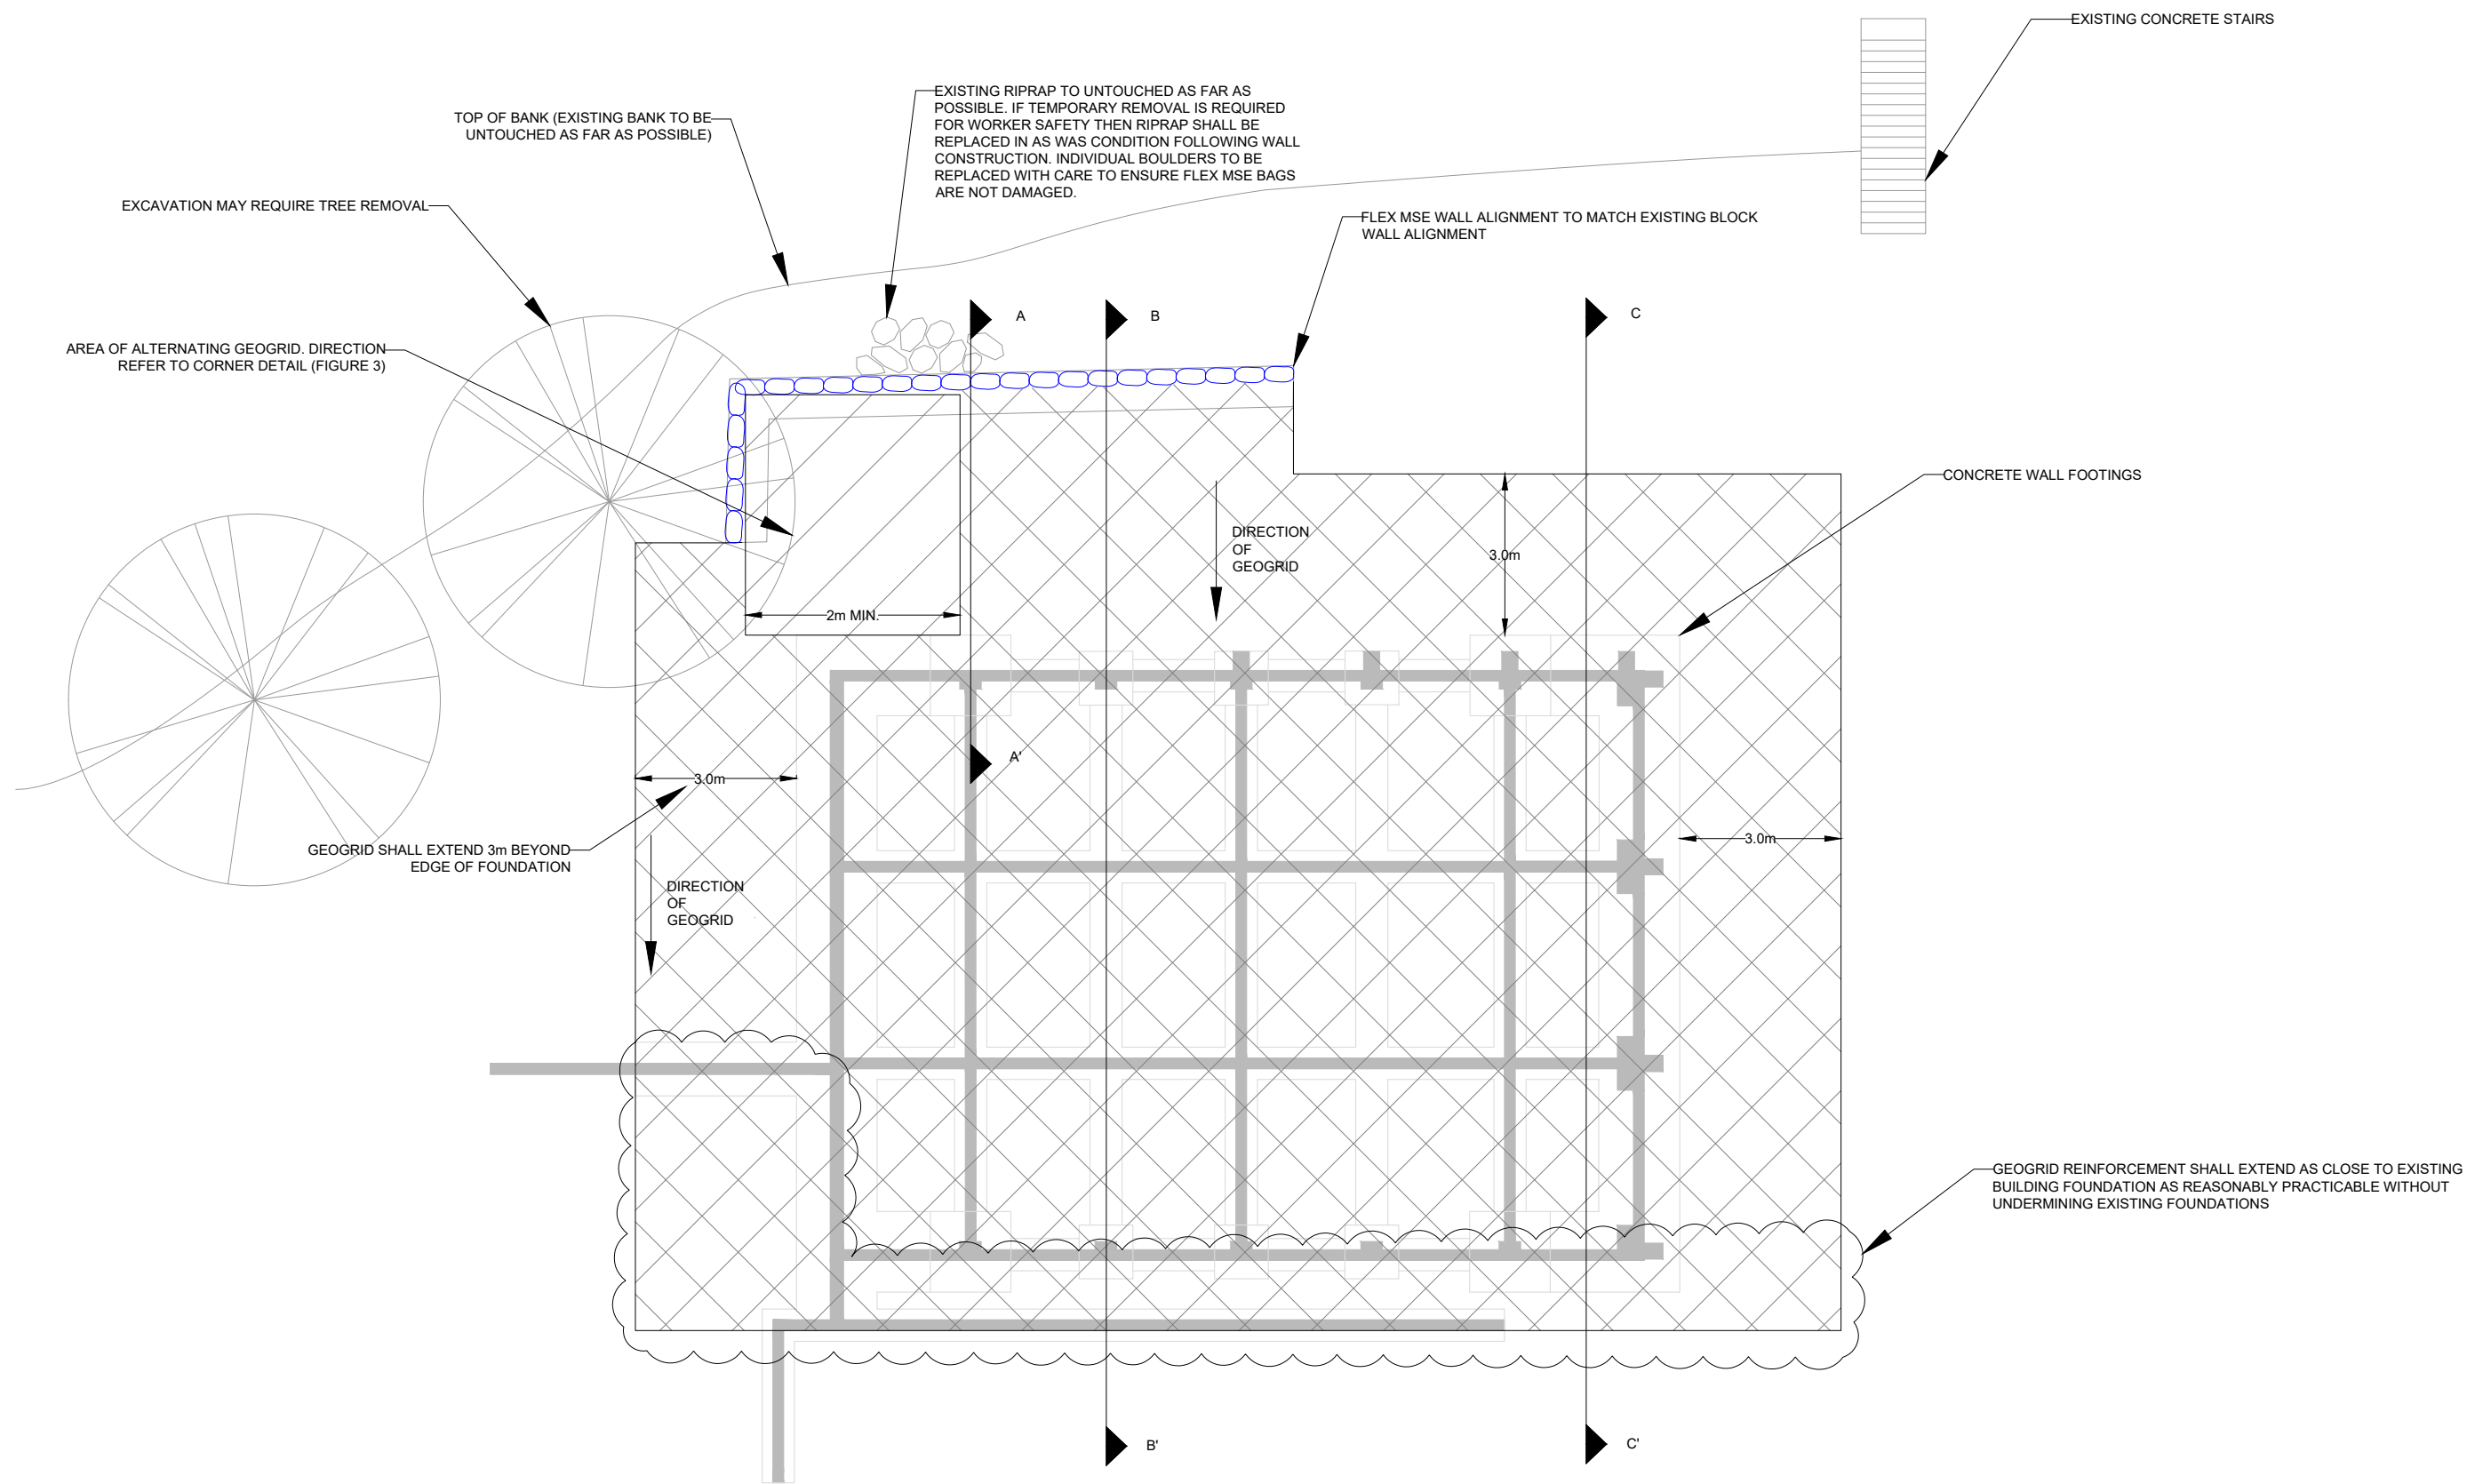 EXISTING CONCRETE STAIRS
EXISTING RIPRAP TO UNTOUCHED AS FAR AS
POSSIBLE. IF TEMPORARY REMOVAL IS REQUIRED
FOR WORKER SAFETY THEN RIPRAP SHALL BE
REPLACED IN AS WAS CONDITION FOLLOWING WALL
CONSTRUCTION. INDIVIDUAL BOULDERS TO BE
REPLACED WITH CARE TO ENSURE FLEX MSE BAGS
ARE NOT DAMAGED.
TOP OF BANK (EXISTING BANK TO BE
UNTOUCHED AS FAR AS POSSIBLE)
EXCAVATION MAY REQUIRE TREE REMOVAL
FLEX MSE WALL ALIGNMENT TO MATCH EXISTING BLOCK
WALL ALIGNMENT
A
B
C
AREA OF ALTERNATING GEOGRID. DIRECTION
REFER TO CORNER DETAIL (FIGURE 3)
CONCRETE WALL FOOTINGS
DIRECTION
OF
GEOGRID
3.0m
2m MIN.
A'
3.0m
3.0m
GEOGRID SHALL EXTEND 3m BEYOND
EDGE OF FOUNDATION
DIRECTION
OF
GEOGRID
GEOGRID REINFORCEMENT SHALL EXTEND AS CLOSE TO EXISTING
BUILDING FOUNDATION AS REASONABLY PRACTICABLE WITHOUT
UNDERMINING EXISTING FOUNDATIONS
B'
C'